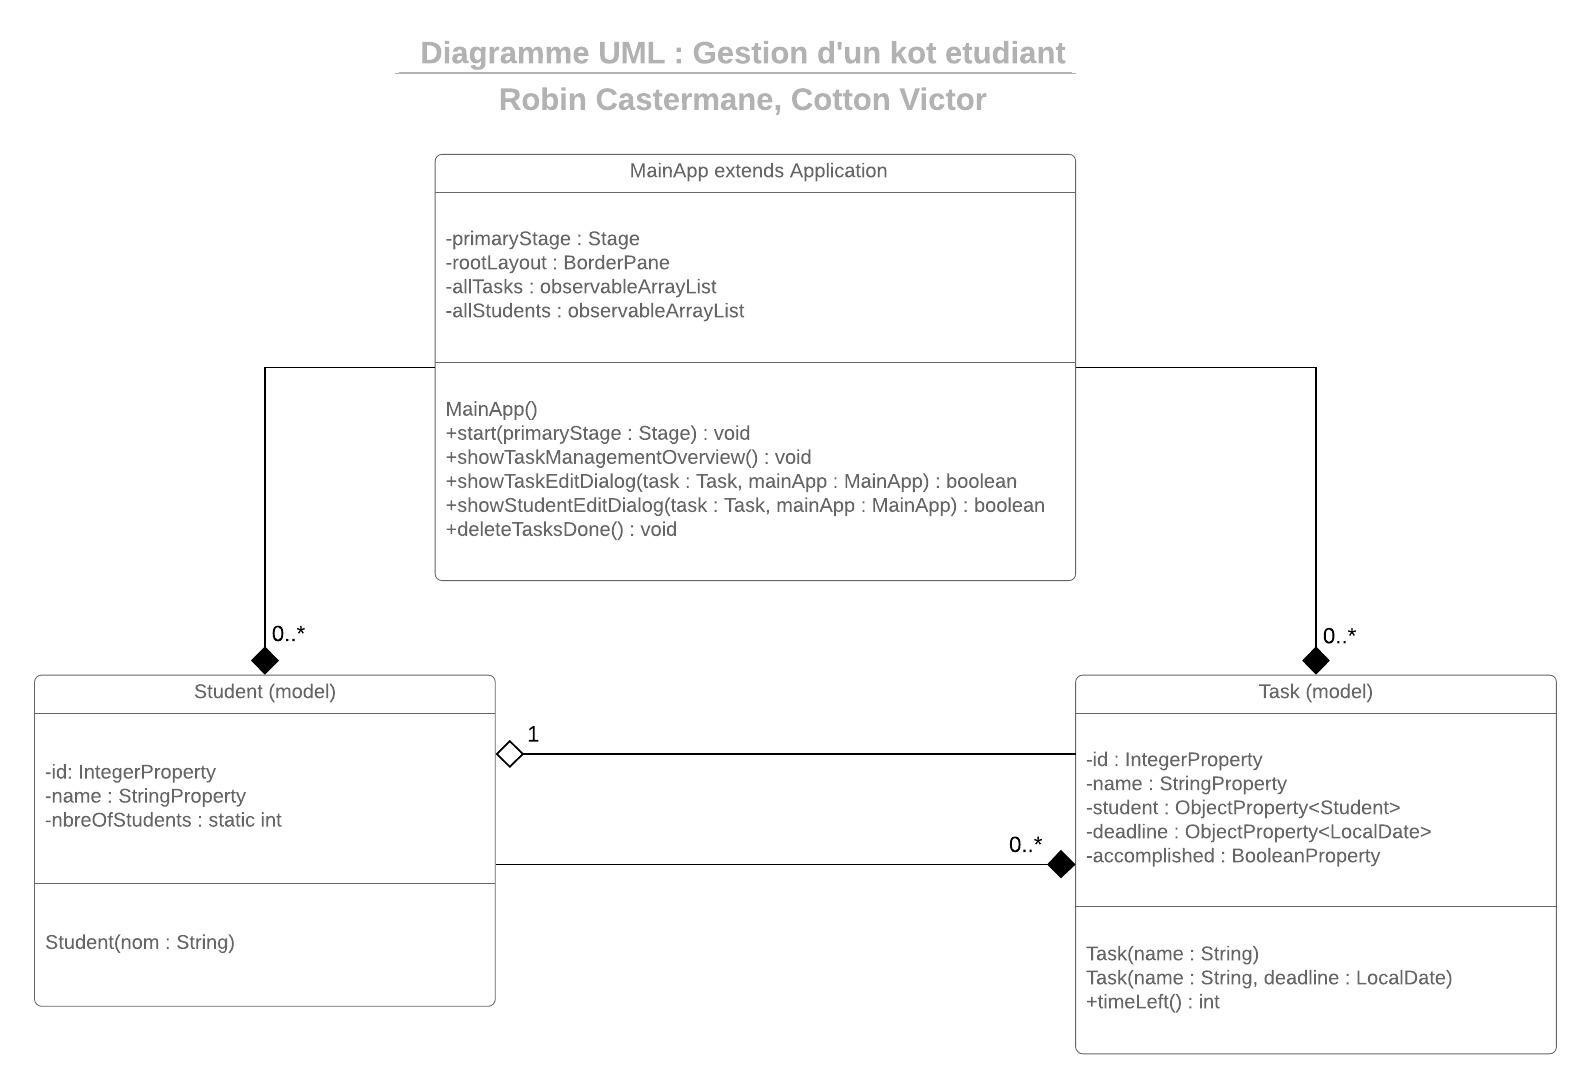 Diagramme UML : Gestion d'un kot etudiant
Robin Castermane, Cotton Victor
MainApp extends Application
-primaryStage : Stage
-rootLayout : BorderPane
-allTasks : observableArrayList
-allStudents : observableArrayList
MainApp()
+start(primaryStage : Stage) : void
+showTaskManagementOverview() : void
+showTaskEditDialog(task : Task, mainApp : MainApp) : boolean
+showStudentEditDialog(task : Task, mainApp : MainApp) : boolean
+deleteTasksDone() : void
0..*
0..*
Student (model)
-id: IntegerProperty
-name : StringProperty
-nbreOfStudents : static int
Student(nom : String)
1
0..*
Task (model)
-id : IntegerProperty
-name : StringProperty
-student : ObjectProperty<Student>
-deadline : ObjectProperty<LocalDate>
-accomplished : BooleanProperty
Task(name : String)
Task(name : String, deadline : LocalDate)
+timeLeft() : int